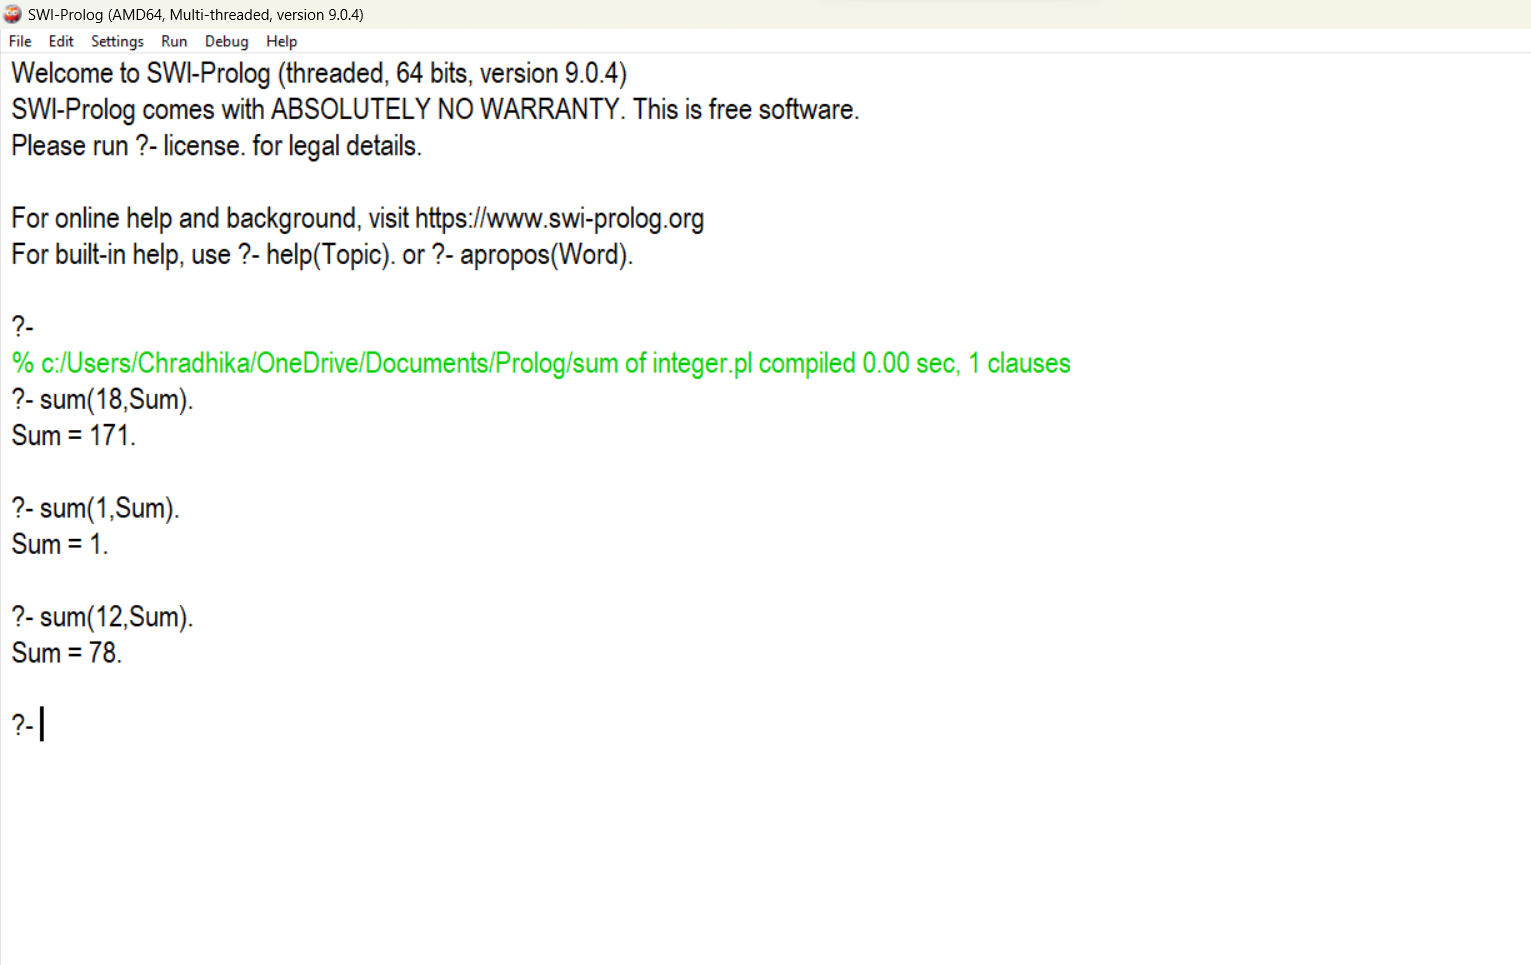 SWI-Prolog (AMD64, Multi-threaded, version 9.0.4)
File Edit Settings Run Debug Help
Welcome to SWI-Prolog (threaded, 64 bits, version 9.0.4)
SWI-Prolog comes with ABSOLUTELY NO WARRANTY. This is free software.
Please run ?- license. for legal details.
For online help and background, visit https://www.swi-prolog.org
For built-in help, use ?- help(Topic). or ?- apropos(Word).
?-
% c:/Users/Chradhika/OneDrive/Documents/Prolog/sum of integer.pl compiled 0.00 sec, 1 clauses
?- sum(18,Sum).
Sum = 171.
?- sum(1,Sum).
Sum = 1.
?- sum(12,Sum).
Sum = 78.
?-